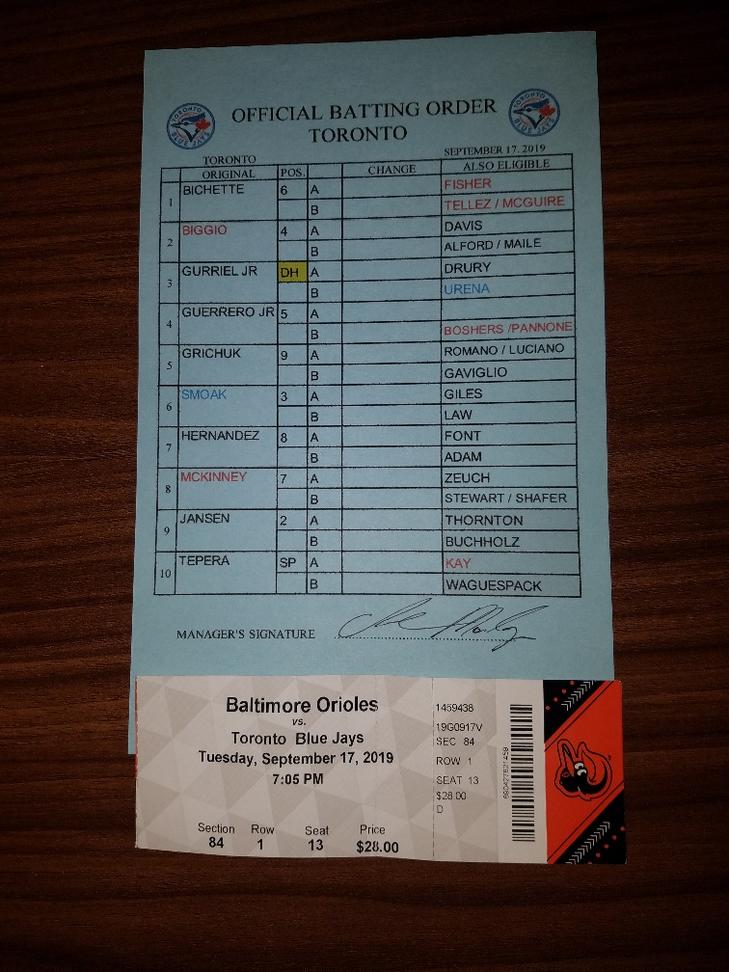 TORONTO
BLUE JAYS
TORONTO
BLUE JAYS
OFFICIAL BATTING ORDER
TORONTO
TORONTO SEPTEMBER 17, 2019
ORIGINAL POS. CHANGE ALSO ELIGIBLE
1 BICHETTE 6 A FISHER
B TELLEZ / MCGUIRE
2 BIGGIO 4 A DAVIS
B ALFORD / MAILE
3 GURRIEL JR DH A DRURY
B URENA
4 GUERRERO JR 5 A
B BOSHERS /PANNONE
5 GRICHUK 9 A ROMANO / LUCIANO
B GAVIGLIO
6 SMOAK 3 A GILES
B LAW
7 HERNANDEZ 8 A FONT
B ADAM
8 MCKINNEY 7 A ZEUCH
B STEWART / SHAFER
9 JANSEN 2 A THORNTON
B BUCHHOLZ
10 TEPERA SP A KAY
B WAGUESPACK
MANAGER'S SIGNATURE
Baltimore Orioles
vs.
Toronto Blue Jays
Tuesday, September 17, 2019
7:05 PM
Section Row Seat Price
84 1 13 $28.00
1459438
19G0917V
SEC 84
ROW 1
SEAT 13
$28.00
D